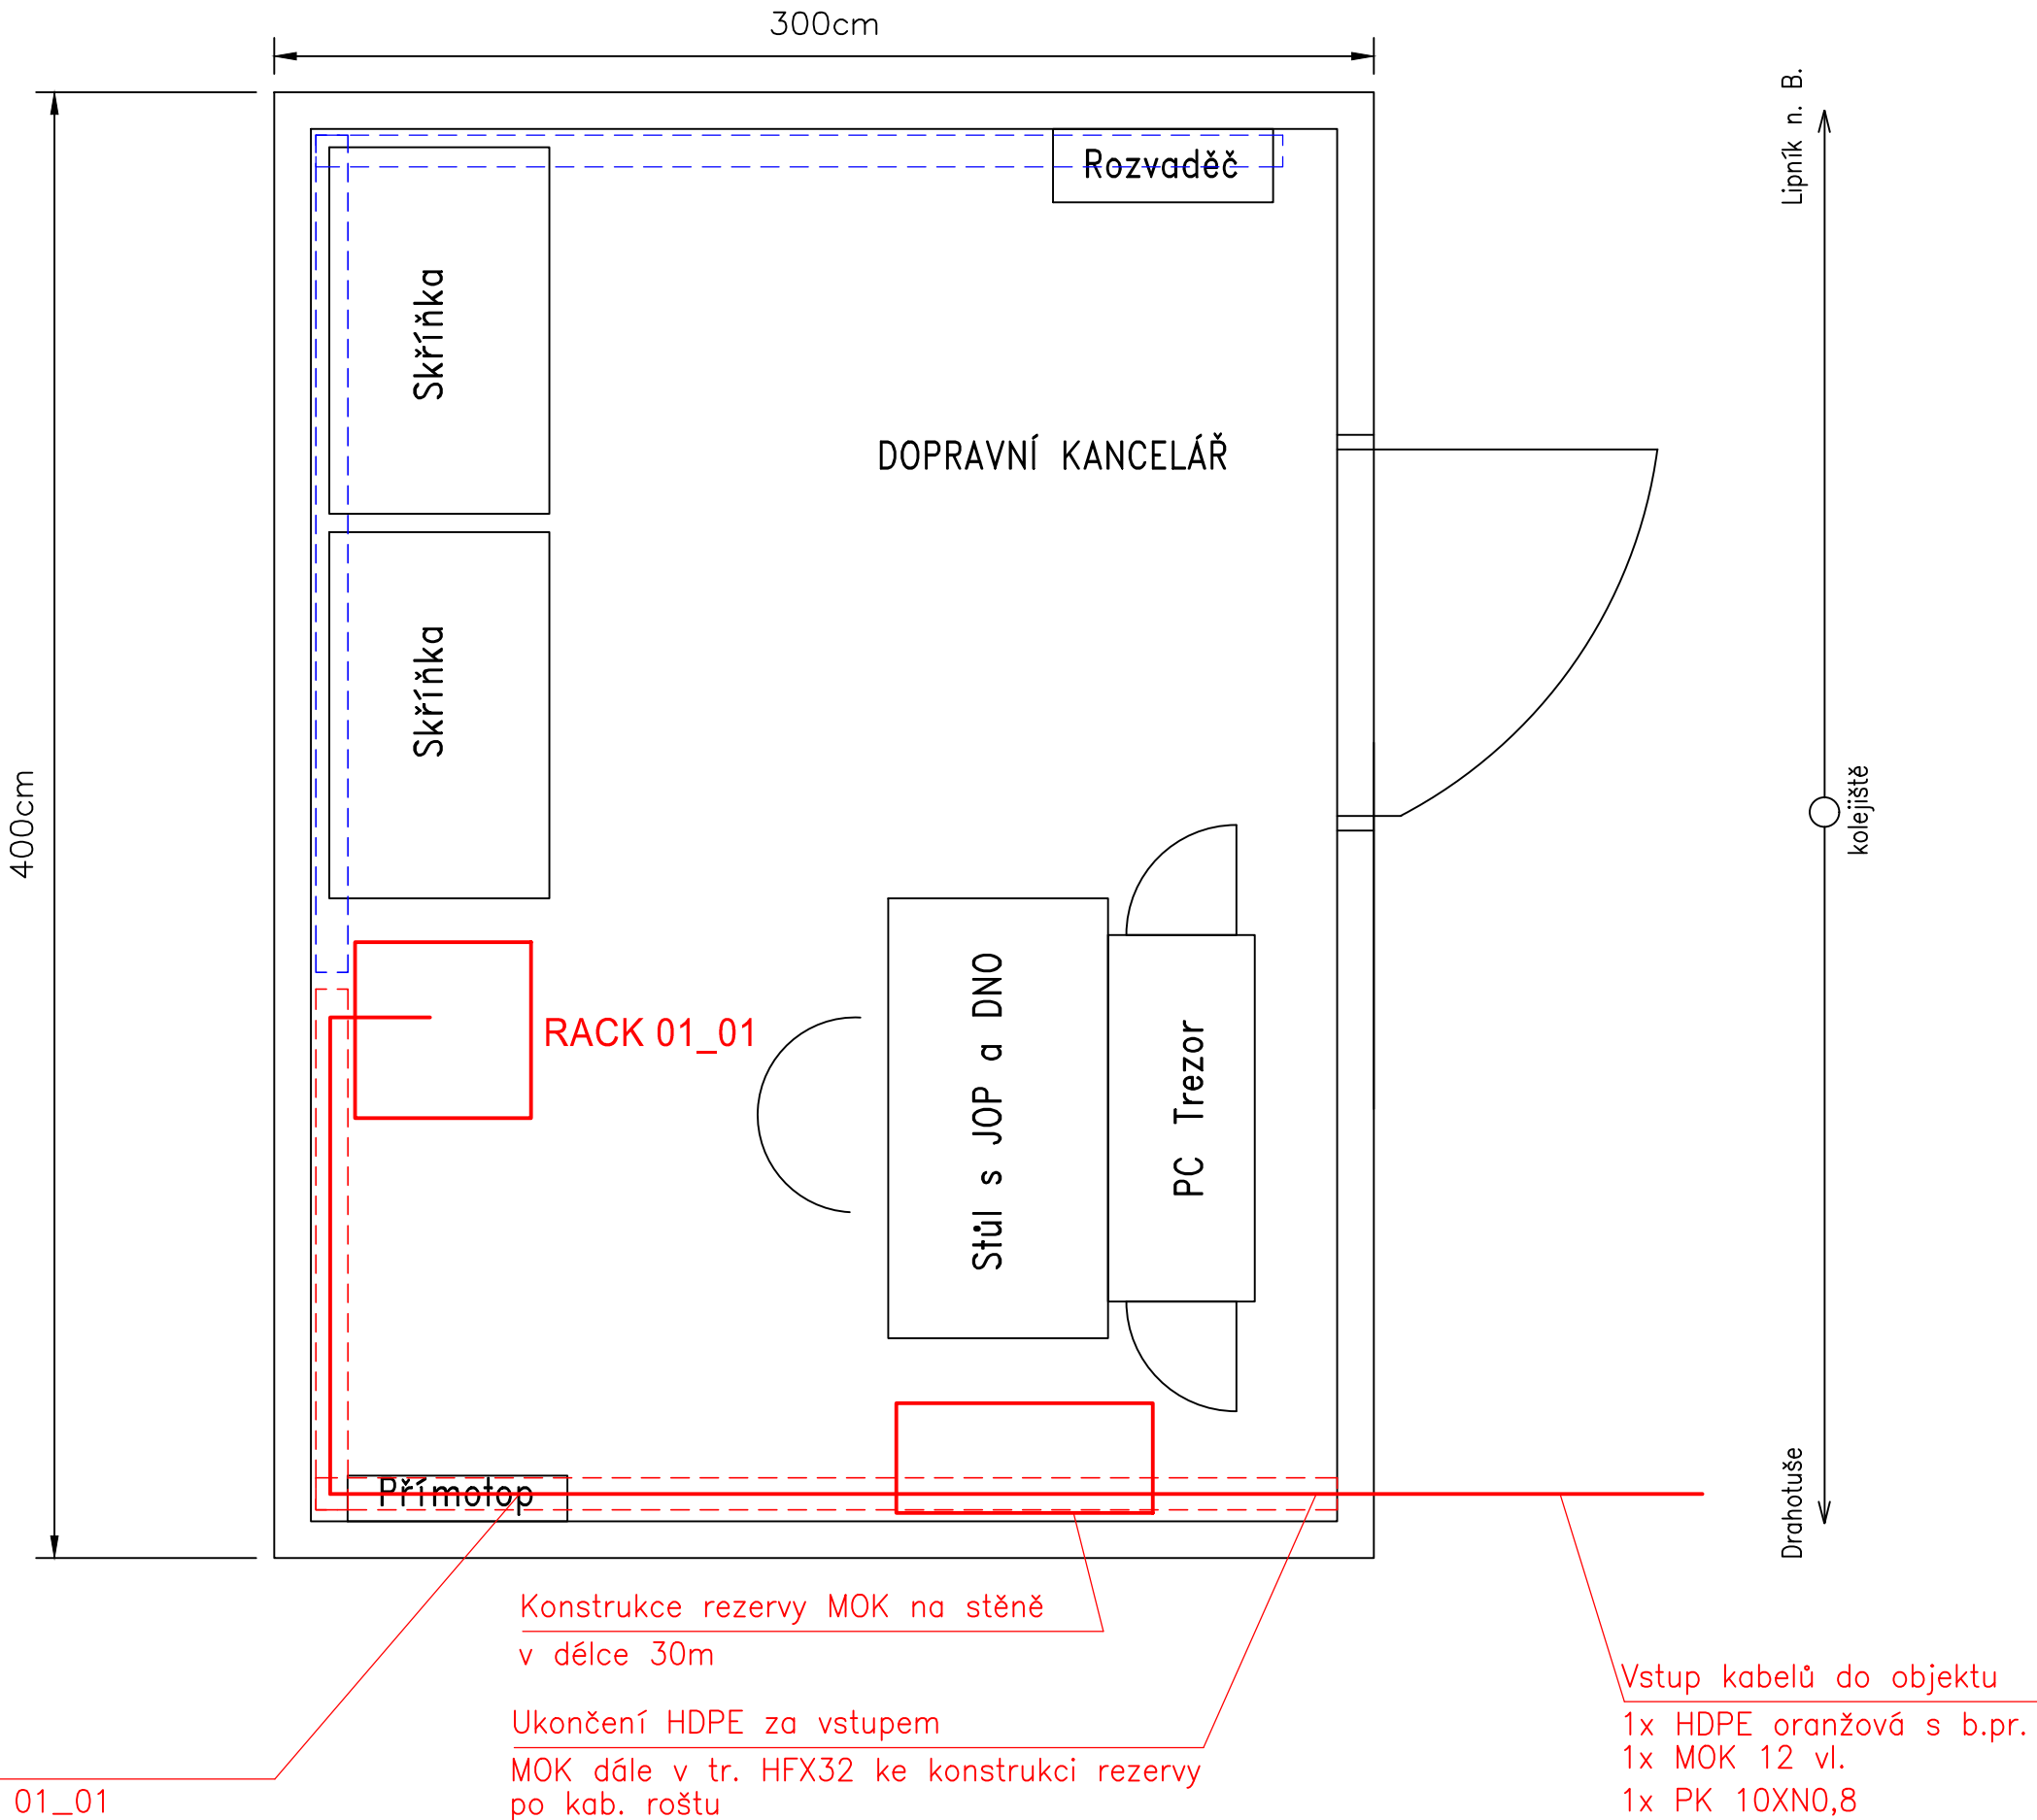 300cm
Lipník n. B.
Rozvaděč
Skříňka
DOPRAVNÍ KANCELÁŘ
Skříňka
400cm
kolejiště
RACK 01_01
Stůl s JOP a DNO
PC Trezor
Přímotop
Drahotuše
Konstrukce rezervy MOK na stěně
v délce 30m
Ukončení HDPE za vstupem
MOK dále v tr. HFX32 ke konstrukci rezervy
po kab. roštu
Vstup kabelů do objektu
1x HDPE oranžová s b.pr.
1x MOK 12 vl.
1x PK 10XN0,8
01_01